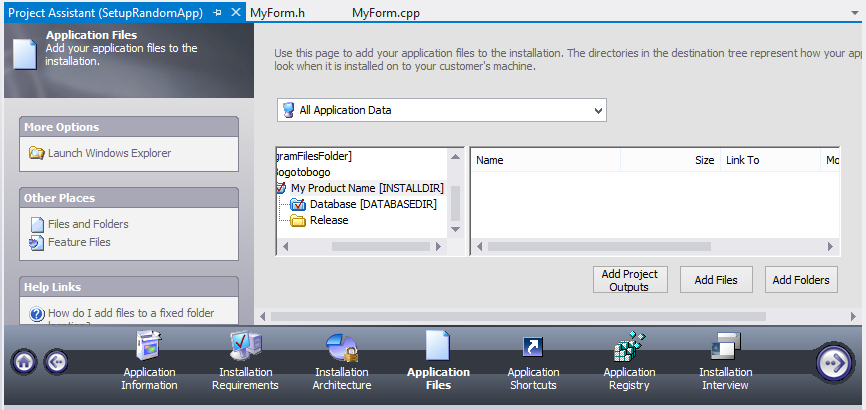 Project Assistant (SetupRandomApp)
MyForm.h
MyForm.cpp
Application Files
Add your application files to the
installation.
Use this page to add your application files to the installation. The directories in the destination tree represent how your app
look when it is installed on to your customer's machine.
All Application Data
More Options
Launch Windows Explorer
Other Places
Files and Folders
Feature Files
Help Links
How do I add files to a fixed folder
location?
gramFilesFolder]
Bogotobogo
My Product Name [INSTALLDIR]
Database [DATABASEDIR]
Release
Name Size Link To Mo
Add Project
Outputs
Add Files
Add Folders
Application
Information
Installation
Requirements
Installation
Architecture
Application
Files
Application
Shortcuts
Application
Registry
Installation
Interview